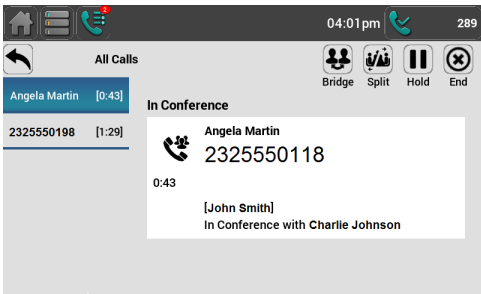 2
04:01pm
289
All Calls
Bridge Split Hold End
Angela Martin [0:43]
2325550198 [1:29]
In Conference
Angela Martin
2325550118
0:43
[John Smith]
In Conference with Charlie Johnson